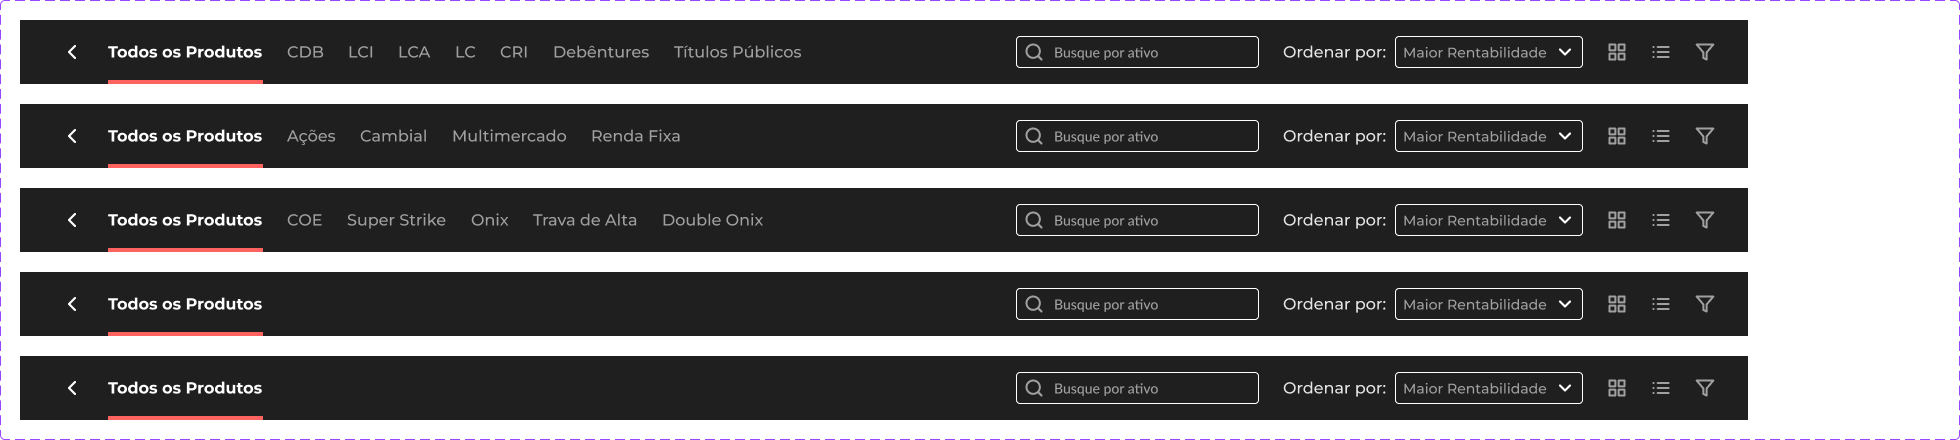 Todos os Produtos CDB LCI LCA LC CRI Debêntures Títulos Públicos Busque por ativo Ordenar por: Maior Rentabilidade
Todos os Produtos Ações Cambial Multimercado Renda Fixa Busque por ativo Ordenar por: Maior Rentabilidade
Todos os Produtos COE Super Strike Onix Trava de Alta Double Onix Busque por ativo Ordenar por: Maior Rentabilidade
Todos os Produtos Busque por ativo Ordenar por: Maior Rentabilidade
Todos os Produtos Busque por ativo Ordenar por: Maior Rentabilidade